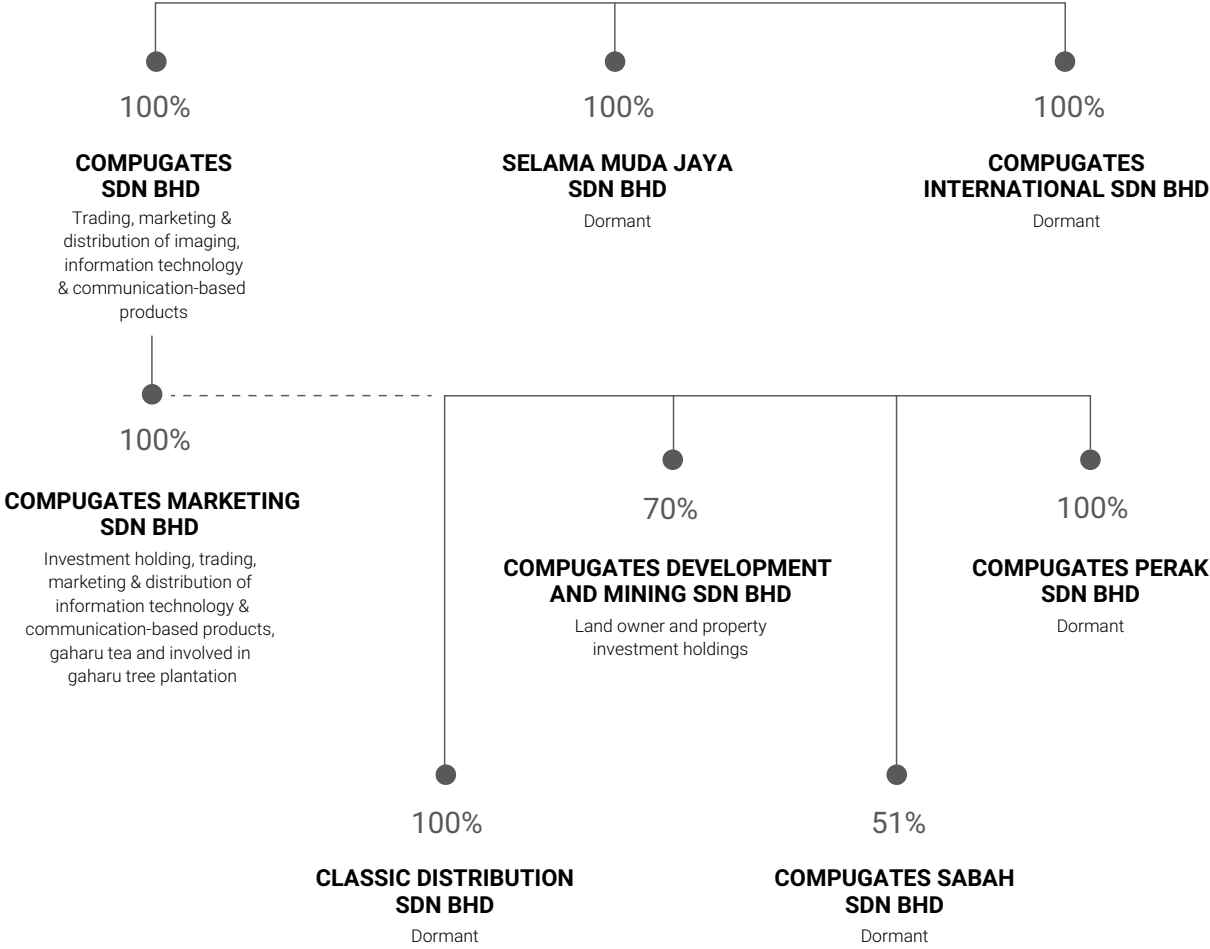 100%
COMPUGATES
SDN BHD
Trading, marketing &
distribution of imaging,
information technology
& communication-based
products
100%
SELAMA MUDA JAYA
SDN BHD
Dormant
100%
COMPUGATES
INTERNATIONAL SDN BHD
Dormant
100%
COMPUGATES MARKETING
SDN BHD
Investment holding, trading,
marketing & distribution of
information technology &
communication-based products,
gaharu tea and involved in
gaharu tree plantation
70%
COMPUGATES DEVELOPMENT
AND MINING SDN BHD
Land owner and property
investment holdings
100%
COMPUGATES PERAK
SDN BHD
Dormant
100%
CLASSIC DISTRIBUTION
SDN BHD
Dormant
51%
COMPUGATES SABAH
SDN BHD
Dormant